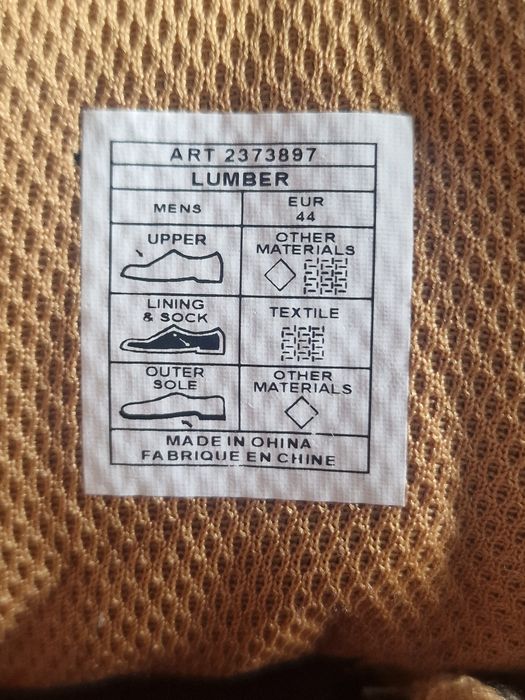 ART 2373897
LUMBER
MENS
EUR
44
UPPER
OTHER
MATERIALS
LINING
& SOCK
TEXTILE
OUTER
SOLE
OTHER
MATERIALS
MADE IN CHINA
FABRIQUE EN CHINE